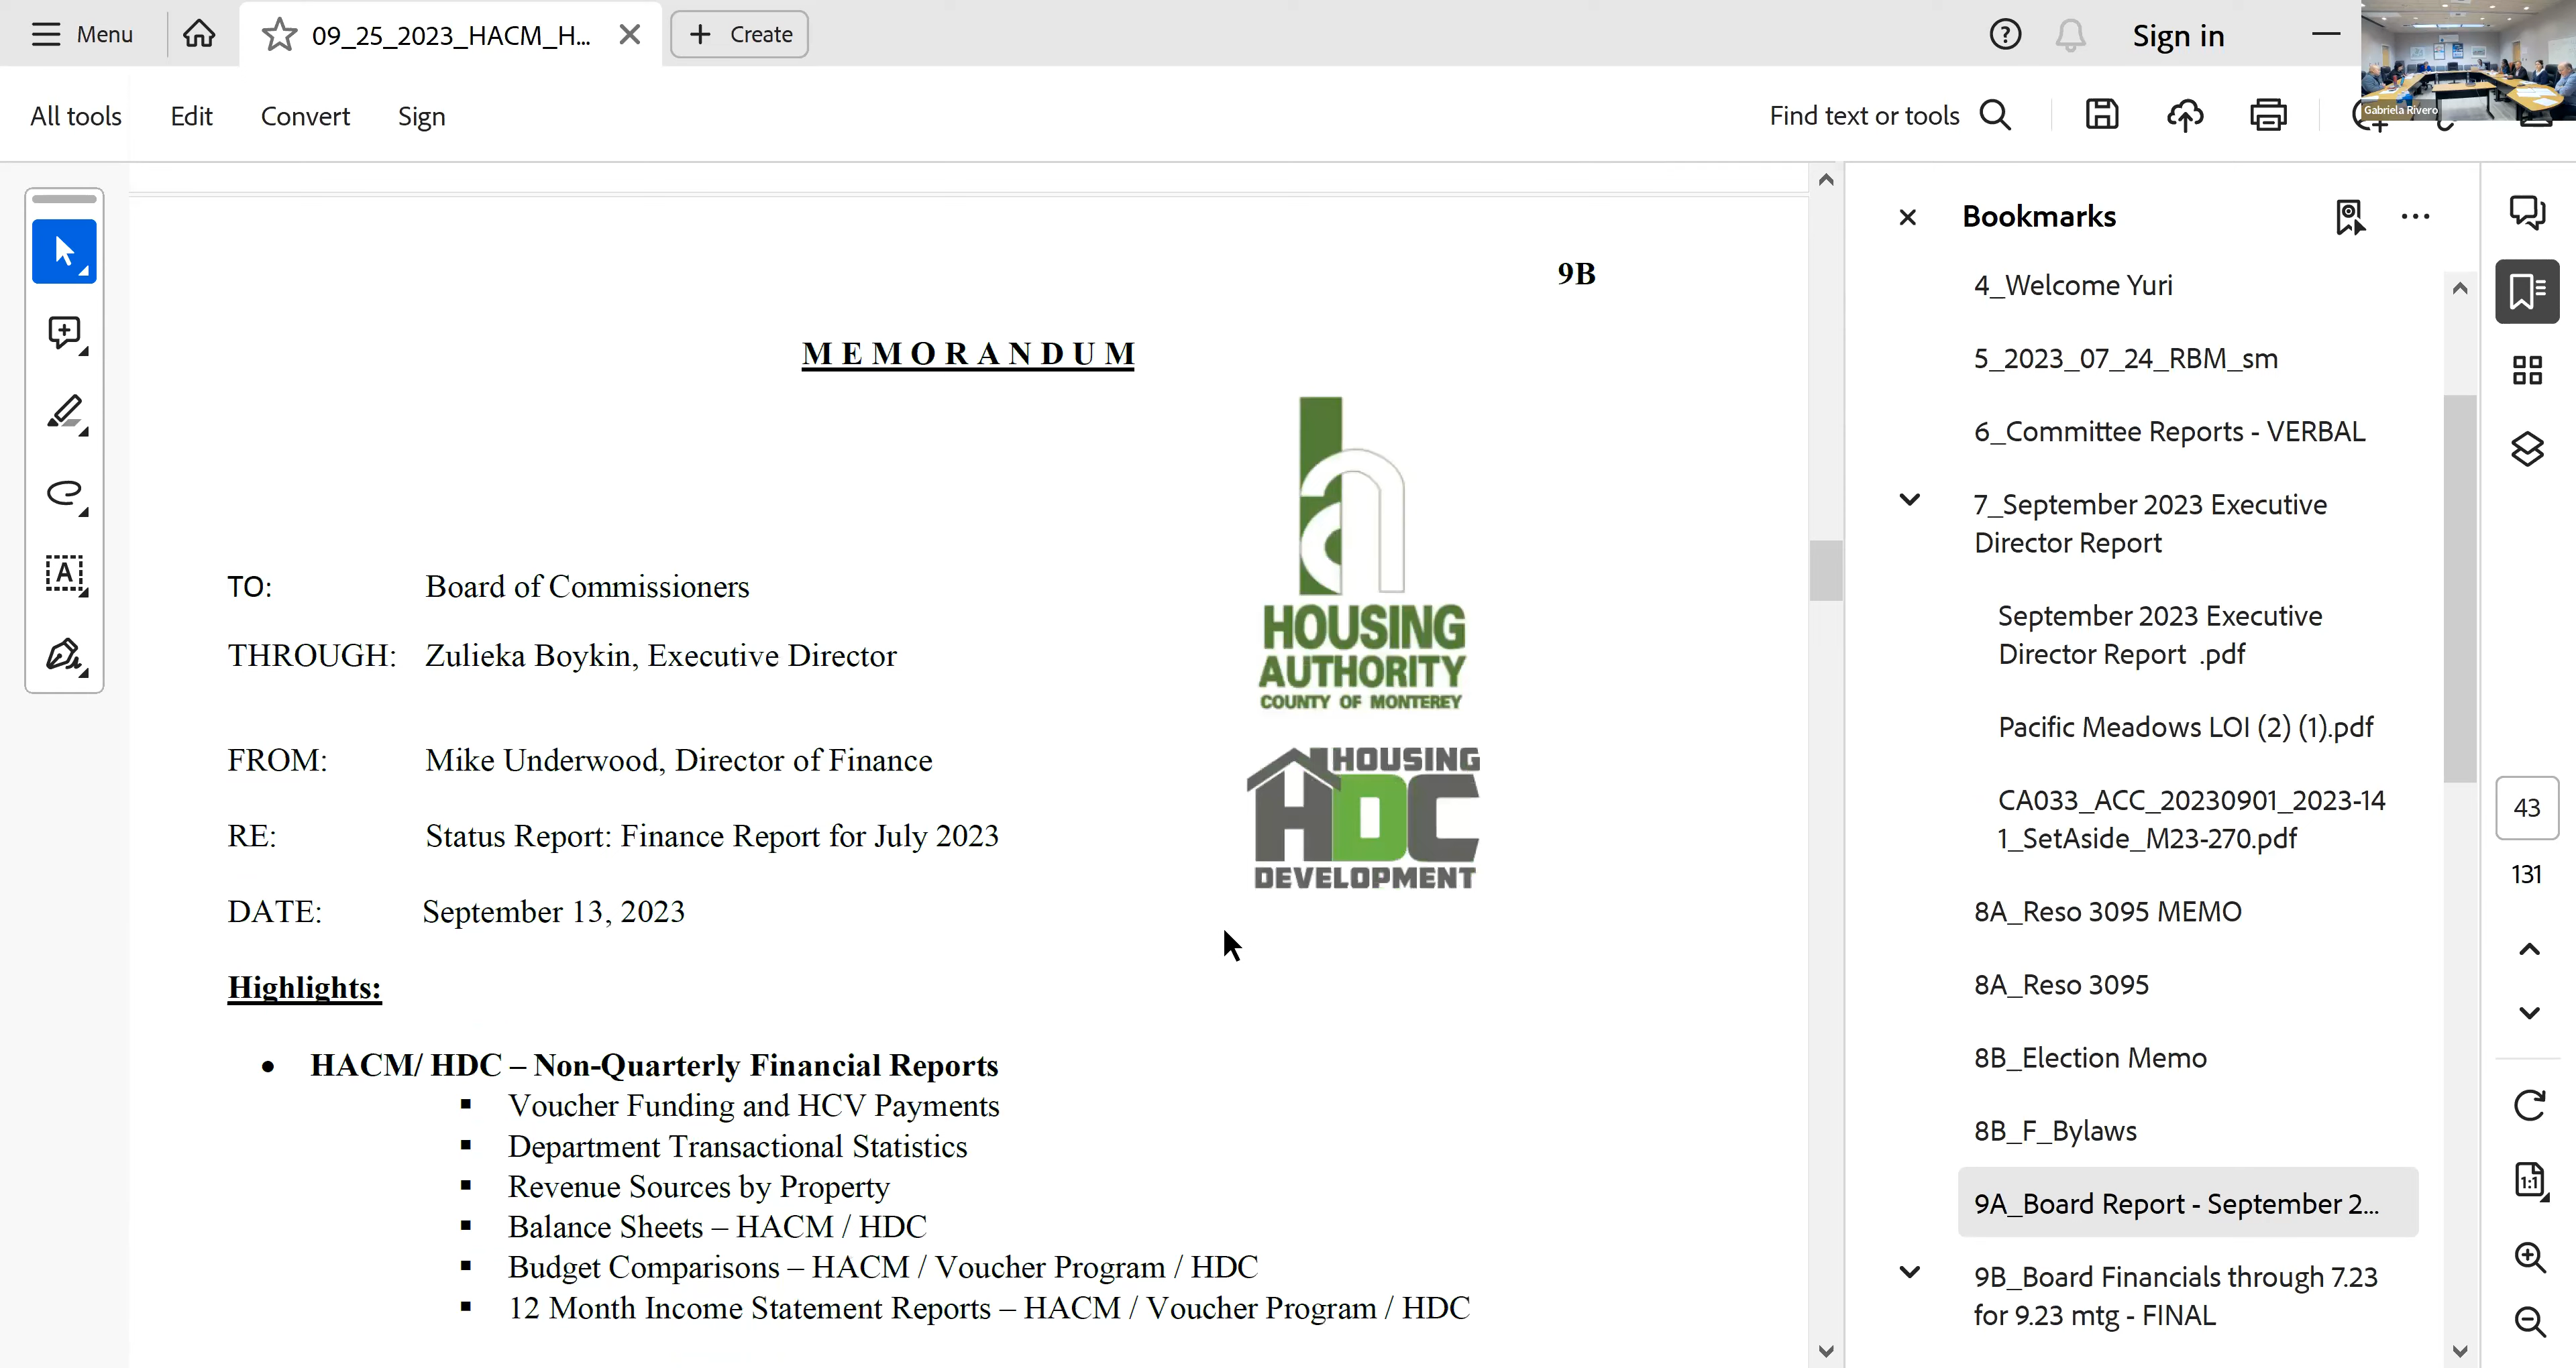 Menu
09_25_2023_HACM_H...
Create
Sign in
Gabriela Rivero
All tools
Edit
Convert
Sign
Find text or tools
9B
MEMORANDUM
HOUSING
AUTHORITY
COUNTY OF MONTEREY
HOUSING
HDC
DEVELOPMENT
TO: Board of Commissioners
THROUGH: Zulieka Boykin, Executive Director
FROM: Mike Underwood, Director of Finance
RE: Status Report: Finance Report for July 2023
DATE: September 13, 2023
Highlights:
• HACM/ HDC – Non-Quarterly Financial Reports
▪ Voucher Funding and HCV Payments
▪ Department Transactional Statistics
▪ Revenue Sources by Property
▪ Balance Sheets – HACM / HDC
▪ Budget Comparisons – HACM / Voucher Program / HDC
▪ 12 Month Income Statement Reports – HACM / Voucher Program / HDC
Bookmarks
4_Welcome Yuri
5_2023_07_24_RBM_sm
6_Committee Reports - VERBAL
7_September 2023 Executive
Director Report
September 2023 Executive
Director Report .pdf
Pacific Meadows LOI (2) (1).pdf
CA033_ACC_20230901_2023-14
1_SetAside_M23-270.pdf
8A_Reso 3095 MEMO
8A_Reso 3095
8B_Election Memo
8B_F_Bylaws
9A_Board Report - September 2...
9B_Board Financials through 7.23
for 9.23 mtg - FINAL
43
131
1:1